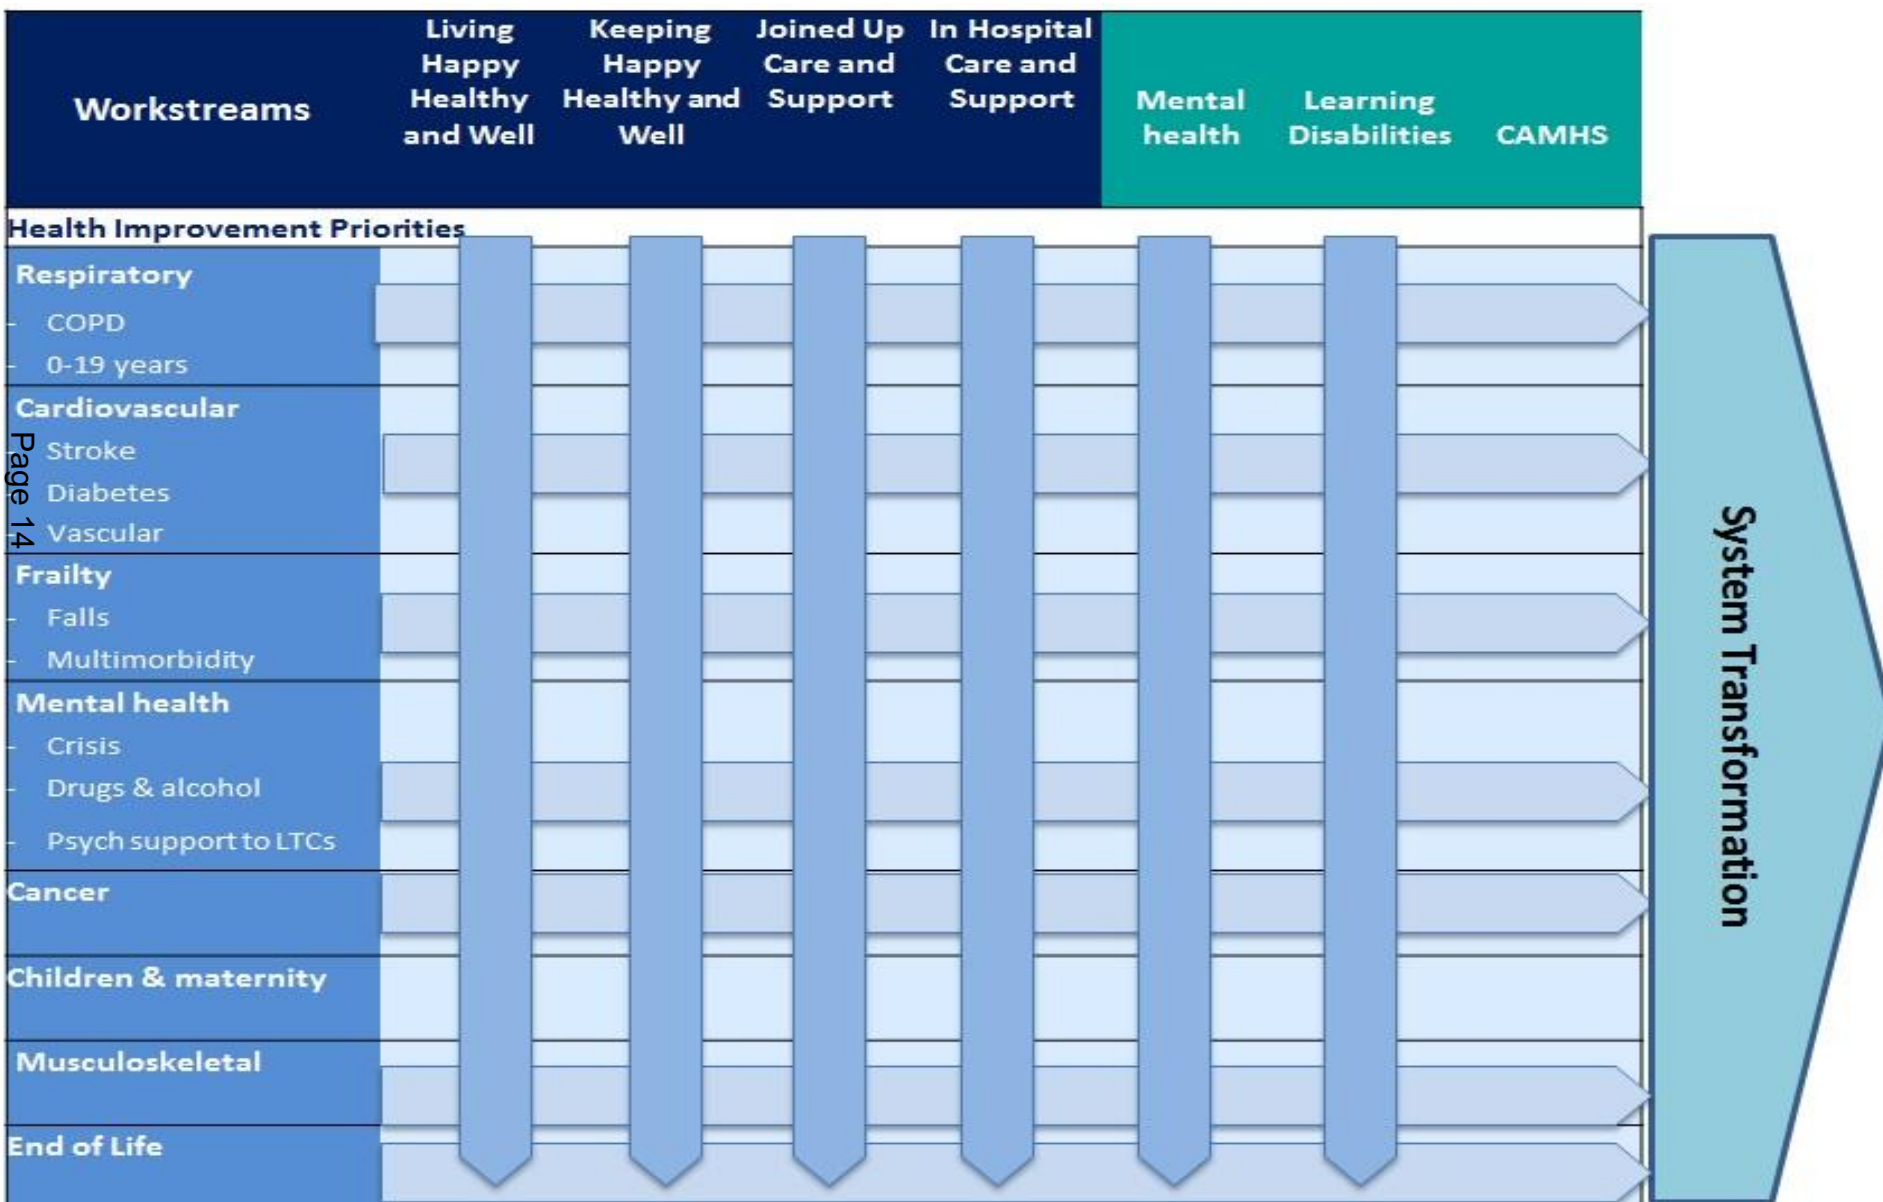 Workstreams
Living
Happy
Healthy
and Well
Keeping
Happy
Healthy and
Well
Joined Up
Care and
Support
In Hospital
Care and
Support
Mental
health
Learning
Disabilities
CAMHS
Health Improvement Priorities
Respiratory
- COPD
- 0-19 years
Cardiovascular
- Stroke
- Diabetes
- Vascular
Frailty
- Falls
- Multimorbidity
Mental health
- Crisis
- Drugs & alcohol
- Psych support to LTCs
Cancer
Children & maternity
Musculoskeletal
End of Life
System Transformation
Page 14